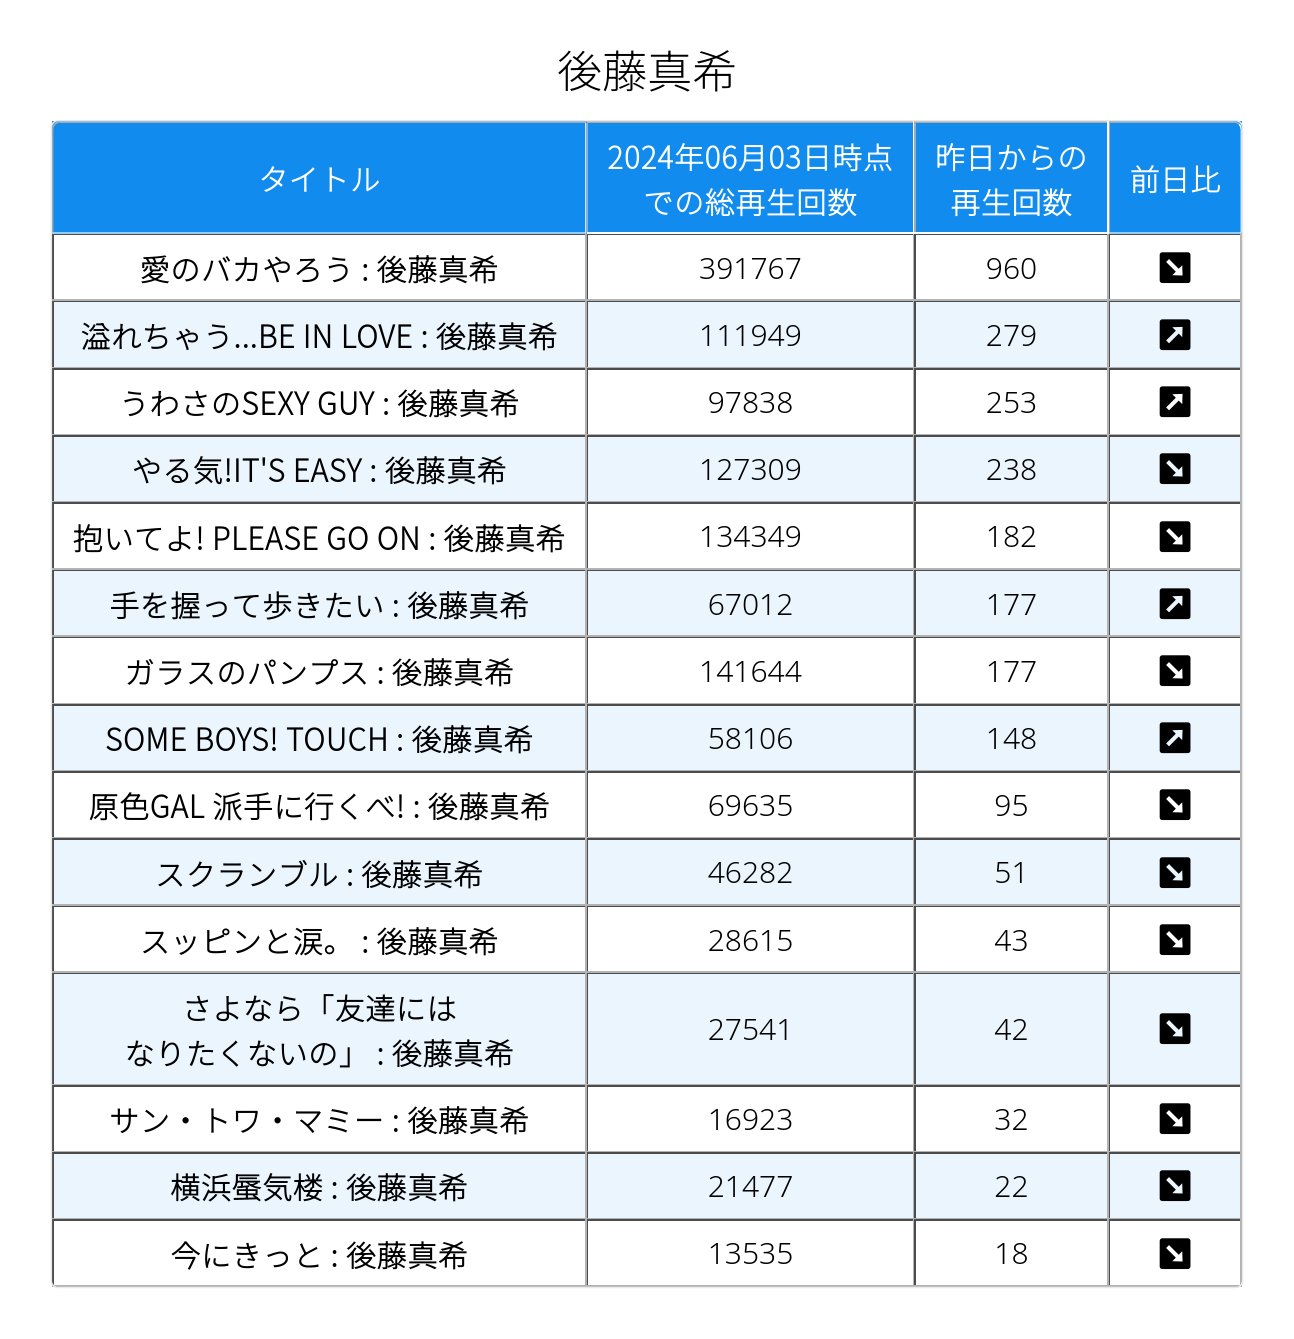 後藤真希
タイトル
2024年06月03日時点
での総再生回数
昨日からの
再生回数
前日比
愛のバカやろう : 後藤真希 391767 960
溢れちゃう...BE IN LOVE : 後藤真希 111949 279
うわさのSEXY GUY : 後藤真希 97838 253
やる気!IT'S EASY : 後藤真希 127309 238
抱いてよ! PLEASE GO ON : 後藤真希 134349 182
手を握って歩きたい : 後藤真希 67012 177
ガラスのパンプス : 後藤真希 141644 177
SOME BOYS! TOUCH : 後藤真希 58106 148
原色GAL 派手に行くべ! : 後藤真希 69635 95
スクランブル : 後藤真希 46282 51
スッピンと涙。 : 後藤真希 28615 43
さよなら「友達には
なりたくないの」 : 後藤真希 27541 42
サン・トワ・マミー : 後藤真希 16923 32
横浜蜃気楼 : 後藤真希 21477 22
今にきっと : 後藤真希 13535 18